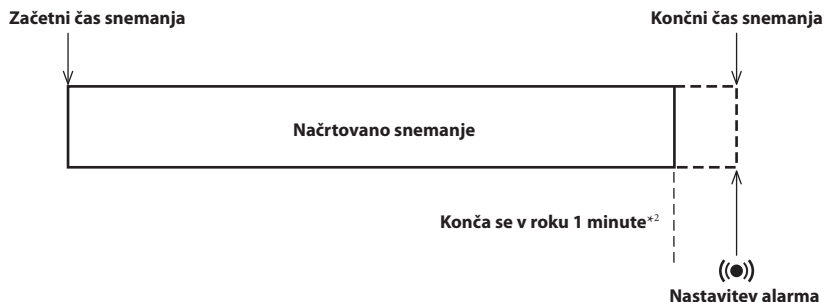 Začetni čas snemanja
Končni čas snemanja
Načrtovano snemanje
Konča se v roku 1 minute*2
Nastavitev alarma